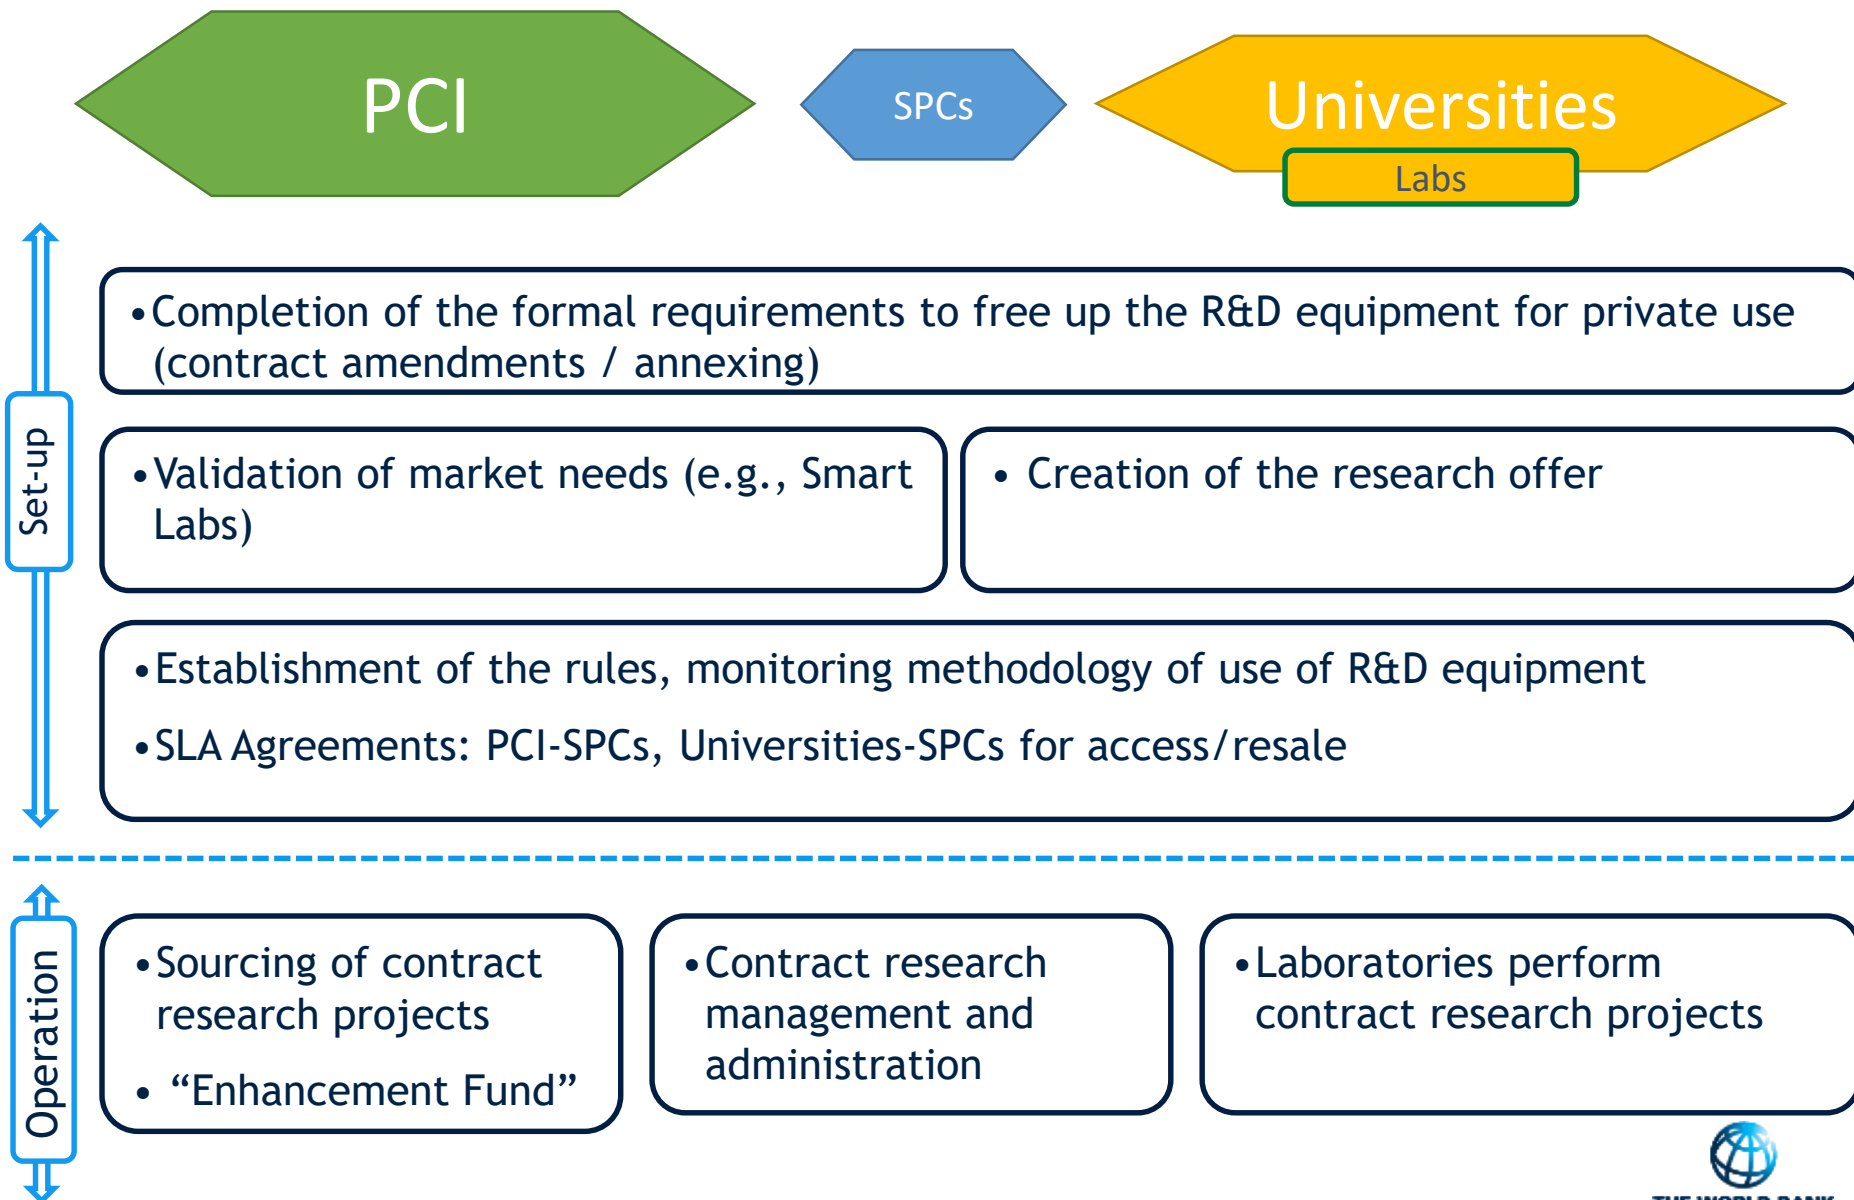 PCI
SPCs
Universities
Labs
Set-up
•Completion of the formal requirements to free up the R&D equipment for private use
(contract amendments / annexing)
•Validation of market needs (e.g., Smart
Labs)
• Creation of the research offer
•Establishment of the rules, monitoring methodology of use of R&D equipment
•SLA Agreements: PCI-SPCs, Universities-SPCs for access/resale
Operation
•Sourcing of contract
research projects
• “Enhancement Fund”
•Contract research
management and
administration
•Laboratories perform
contract research projects
THE WORLD BANK